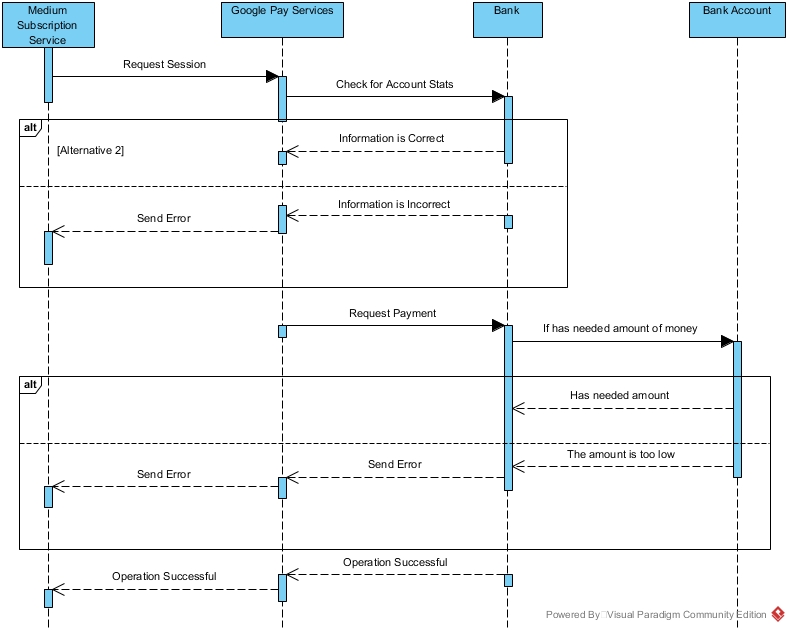 Medium
Subscription
Service
Google Pay Services
Bank
Bank Account
Request Session
Check for Account Stats
alt
[Alternative 2]
Information is Correct
Information is Incorrect
Send Error
Request Payment
If has needed amount of money
alt
Has needed amount
The amount is too low
Send Error
Send Error
Operation Successful
Operation Successful
Powered By Visual Paradigm Community Edition